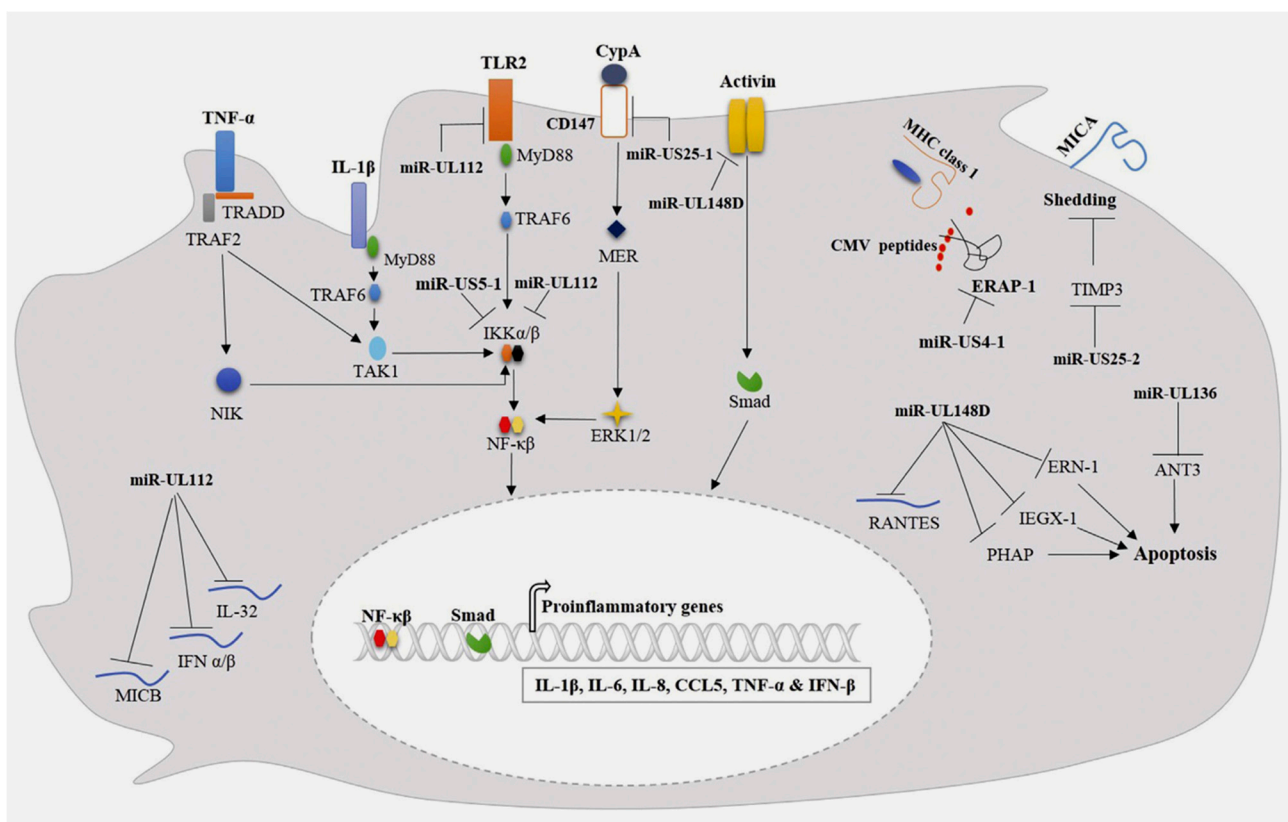 CypA
TLR2
Activin
TNF-α
CD147
MHC class 1
MICA
MyD88
miR-US25-1
IL-1β
miR-UL112
TRADD
miR-UL148D
Shedding
TRAF2
TRAF6
CMV peptides
MyD88
MER
ERAP-1
TIMP3
TRAF6
miR-US5-1
miR-UL112
IKKα/β
miR-US4-1
miR-US25-2
TAK1
NIK
Smad
miR-UL136
miR-UL148D
NF-κβ
ERK1/2
ERN-1
ANT3
miR-UL112
RANTES
IEGX-1
PHAP
Apoptosis
IL-32
NF-κβ
Smad
Proinflammatory genes
IFN α/β
MICB
IL-1β, IL-6, IL-8, CCL5, TNF-α & IFN-β